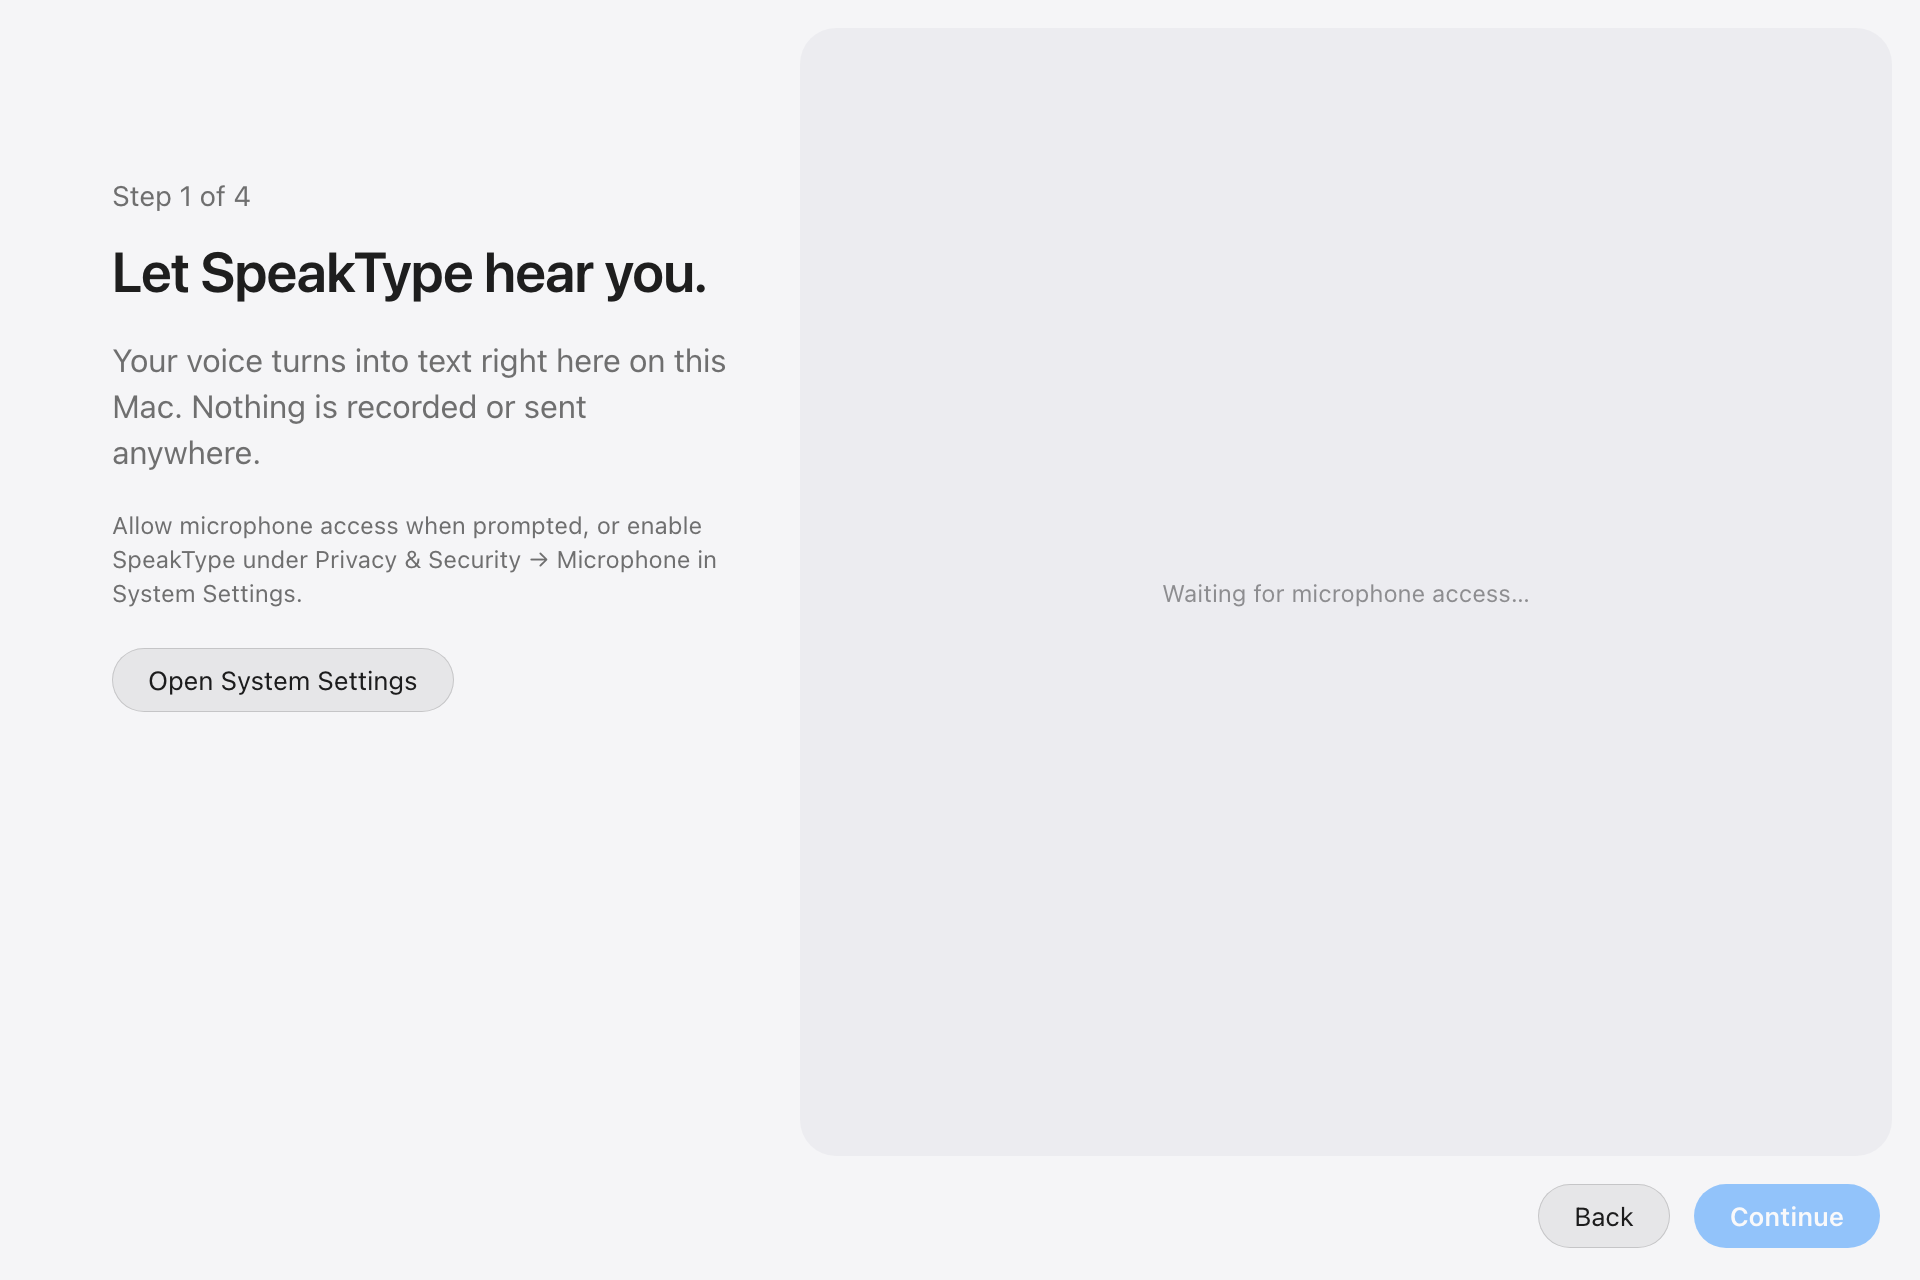 Step 1 of 4
Let SpeakType hear you.
Your voice turns into text right here on this
Mac. Nothing is recorded or sent
anywhere.
Allow microphone access when prompted, or enable
SpeakType under Privacy & Security → Microphone in
System Settings.
Open System Settings
Waiting for microphone access...
Back
Continue